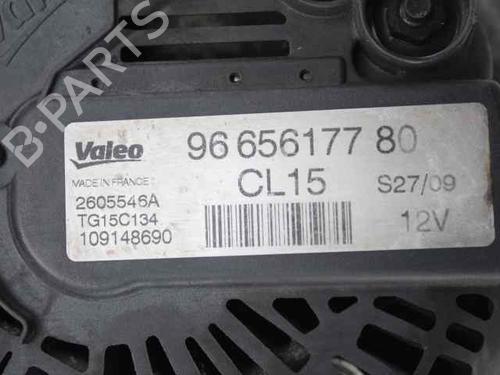 B-PARTS
Valeo
96 656177 80
MADE IN FRANCE
CL15
S27/09
2605546A
TG15C134
109148690
12V